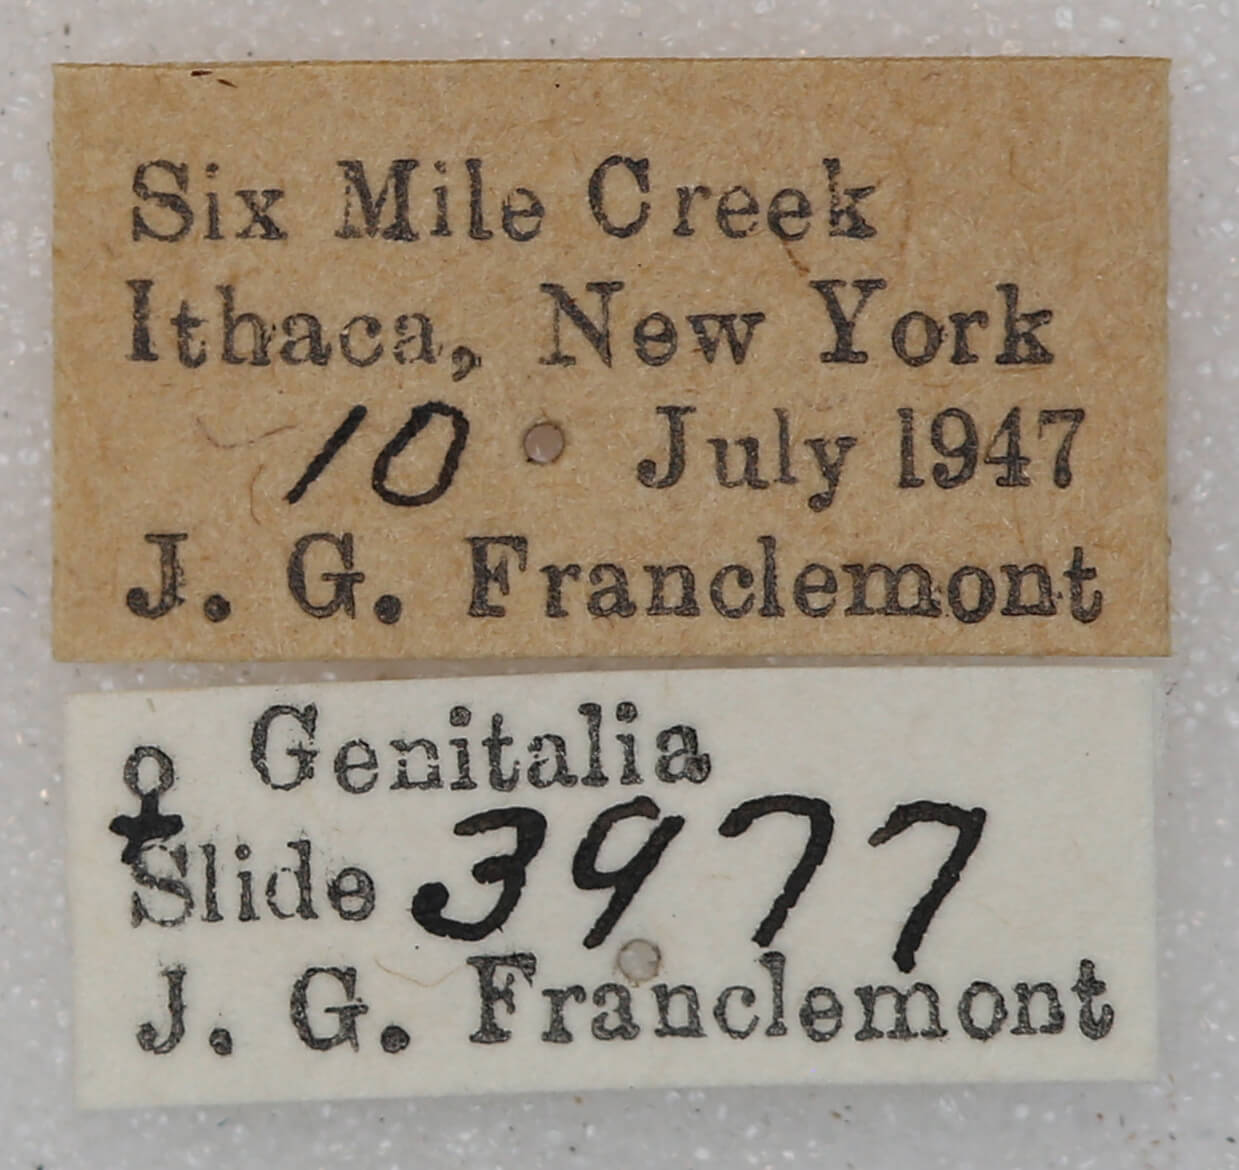 Six Mile Creek
Ithaca, New York
10 July 1947
J. G. Franclemont
♀ Genitalia
Slide 3977
J. G. Franclemont